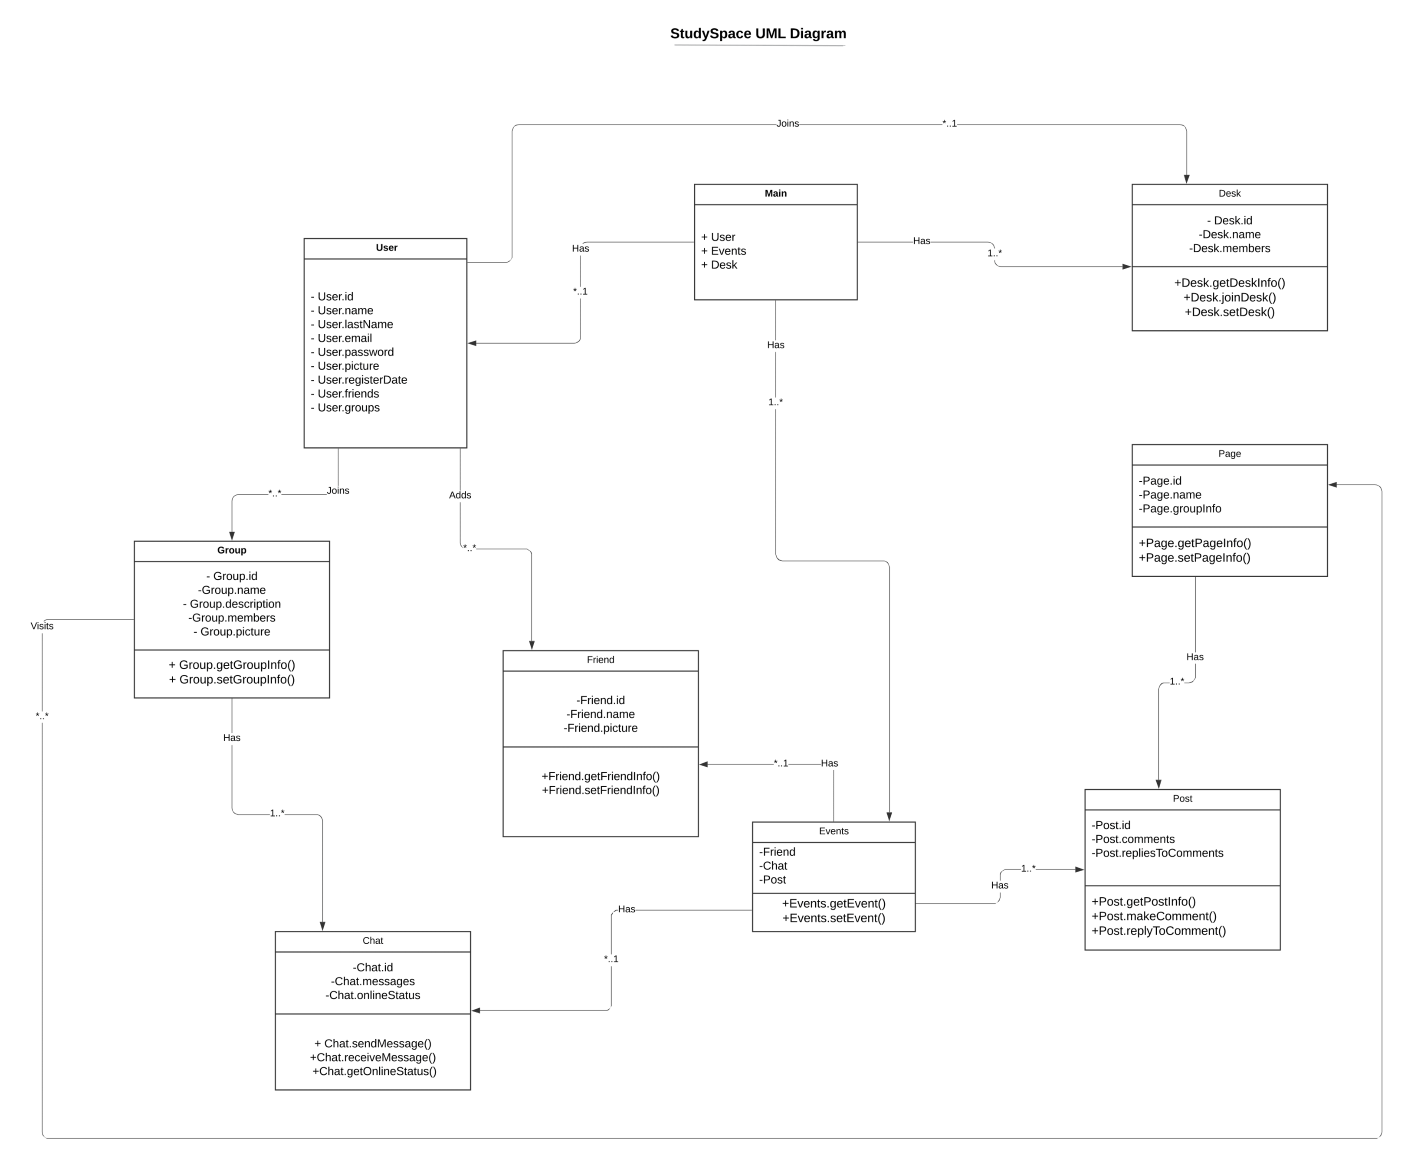 StudySpace UML Diagram
Joins
*..1
Main
+ User
+ Events
+ Desk
Desk
- Desk.id
-Desk.name
-Desk.members
+Desk.getDeskInfo()
+Desk.joinDesk()
+Desk.setDesk()
User
- User.id
- User.name
- User.lastName
- User.email
- User.password
- User.picture
- User.registerDate
- User.friends
- User.groups
Has
*..1
Has
1..*
Has
1..*
Joins
*..*
Adds
*..*
Page
-Page.id
-Page.name
-Page.groupInfo
+Page.getPageInfo()
+Page.setPageInfo()
Group
- Group.id
-Group.name
- Group.description
-Group.members
- Group.picture
+ Group.getGroupInfo()
+ Group.setGroupInfo()
Visits
*..*
Has
1..*
Friend
-Friend.id
-Friend.name
-Friend.picture
+Friend.getFriendInfo()
+Friend.setFriendInfo()
Has
1..*
*..1
Has
Events
-Friend
-Chat
-Post
+Events.getEvent()
+Events.setEvent()
Post
-Post.id
-Post.comments
-Post.repliesToComments
+Post.getPostInfo()
+Post.makeComment()
+Post.replyToComment()
1..*
Has
Has
*..1
Chat
-Chat.id
-Chat.messages
-Chat.onlineStatus
+ Chat.sendMessage()
+Chat.receiveMessage()
+Chat.getOnlineStatus()